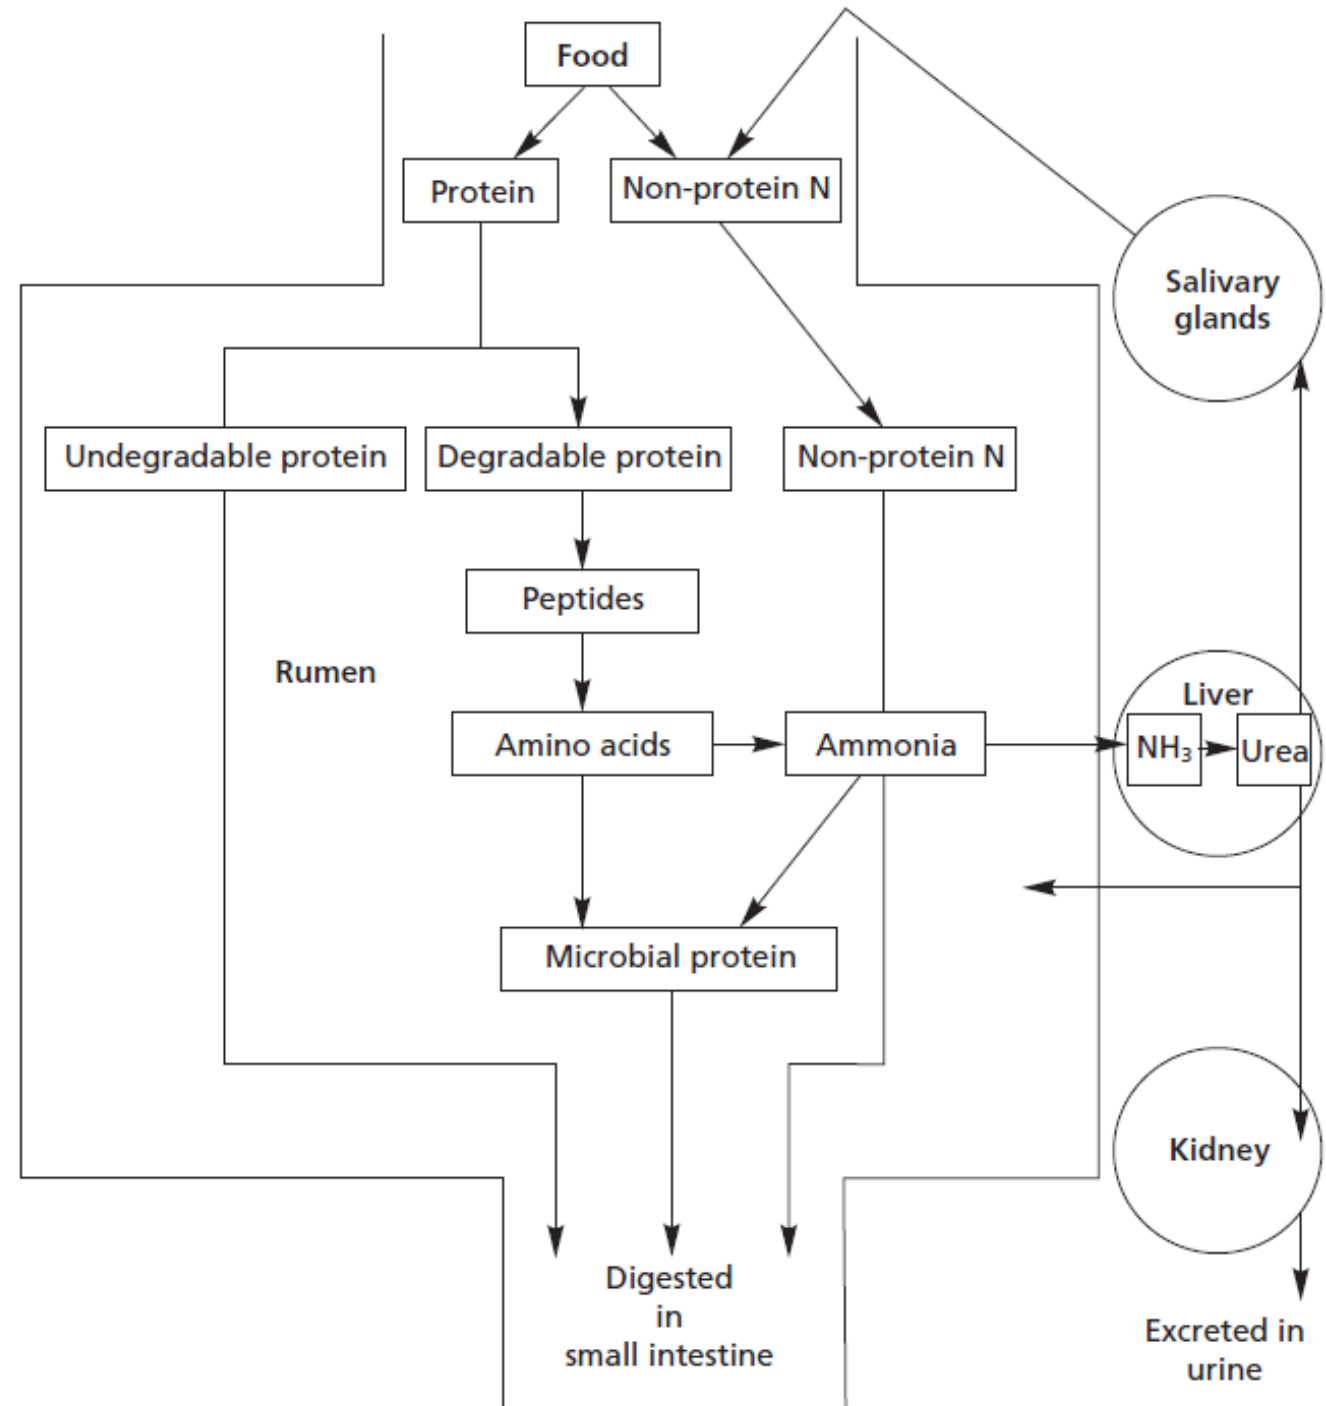 Food
Protein
Non-protein N
Salivary
glands
Undegradable protein
Degradable protein
Non-protein N
Peptides
Rumen
Liver
Amino acids
Ammonia
NH₃
Urea
Microbial protein
Kidney
Digested
in
small intestine
Excreted in
urine